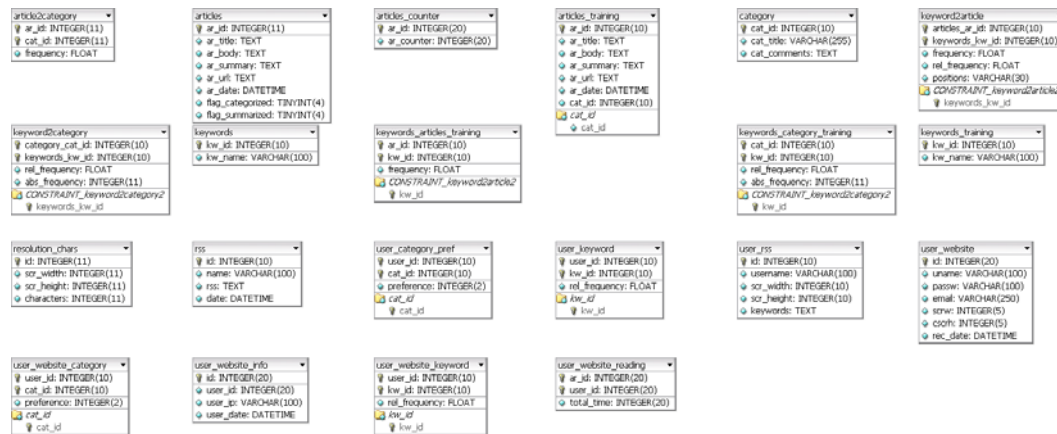 article2category
ar_id: INTEGER(11)
cat_id: INTEGER(11)
frequency: FLOAT
articles
ar_id: INTEGER(11)
ar_title: TEXT
ar_body: TEXT
ar_summary: TEXT
ar_url: TEXT
ar_date: DATETIME
flag_categorized: TINYINT(4)
flag_summarized: TINYINT(4)
articles_counter
ar_id: INTEGER(20)
ar_counter: INTEGER(20)
articles_training
ar_id: INTEGER(10)
ar_title: TEXT
ar_body: TEXT
ar_summary: TEXT
ar_url: TEXT
ar_date: DATETIME
cat_id: INTEGER(10)
cat_id
cat_id
category
cat_id: INTEGER(10)
cat_title: VARCHAR(255)
cat_comments: TEXT
keyword2article
articles_ar_id: INTEGER(10)
keywords_kw_id: INTEGER(10)
frequency: FLOAT
rel_frequency: FLOAT
positions: VARCHAR(30)
CONSTRAINT_keyword2article2
keywords_kw_id
keyword2category
category_cat_id: INTEGER(10)
keywords_kw_id: INTEGER(10)
rel_frequency: FLOAT
abs_frequency: INTEGER(11)
CONSTRAINT_keyword2category2
keywords_kw_id
keywords
kw_id: INTEGER(10)
kw_name: VARCHAR(100)
keywords_articles_training
ar_id: INTEGER(10)
kw_id: INTEGER(10)
frequency: FLOAT
CONSTRAINT_keyword2article2
kw_id
keywords_category_training
cat_id: INTEGER(10)
kw_id: INTEGER(10)
rel_frequency: FLOAT
abs_frequency: INTEGER(11)
CONSTRAINT_keyword2category2
kw_id
keywords_training
kw_id: INTEGER(10)
kw_name: VARCHAR(100)
resolution_chars
id: INTEGER(11)
scr_width: INTEGER(11)
scr_height: INTEGER(11)
characters: INTEGER(11)
rss
id: INTEGER(10)
name: VARCHAR(100)
rss: TEXT
date: DATETIME
user_category_pref
user_id: INTEGER(10)
cat_id: INTEGER(10)
preference: INTEGER(2)
cat_id
cat_id
user_keyword
user_id: INTEGER(10)
kw_id: INTEGER(10)
rel_frequency: FLOAT
kw_id
kw_id
user_rss
id: INTEGER(10)
username: VARCHAR(100)
scr_width: INTEGER(10)
scr_height: INTEGER(10)
keywords: TEXT
user_website
id: INTEGER(20)
uname: VARCHAR(100)
passw: VARCHAR(100)
email: VARCHAR(250)
scrw: INTEGER(5)
csorh: INTEGER(5)
rec_date: DATETIME
user_website_category
user_id: INTEGER(10)
cat_id: INTEGER(10)
preference: INTEGER(2)
cat_id
cat_id
user_website_info
id: INTEGER(20)
user_id: INTEGER(20)
user_ip: VARCHAR(100)
user_date: DATETIME
user_website_keyword
user_id: INTEGER(10)
kw_id: INTEGER(10)
rel_frequency: FLOAT
kw_id
kw_id
user_website_reading
ar_id: INTEGER(20)
user_id: INTEGER(20)
total_time: INTEGER(20)